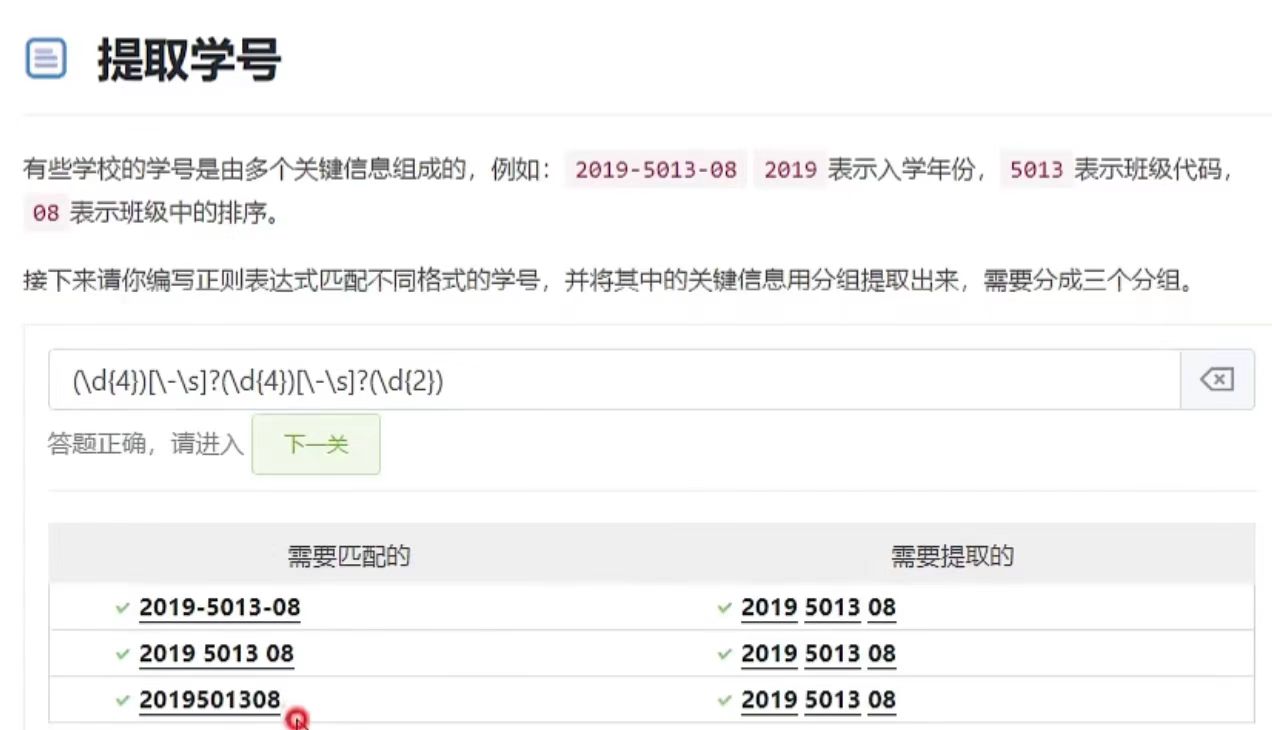 提取学号
有些学校的学号是由多个关键信息组成的，例如： 2019-5013-08 2019 表示入学年份， 5013 表示班级代码，
08 表示班级中的排序。
接下来请你编写正则表达式匹配不同格式的学号，并将其中的关键信息用分组提取出来，需要分成三个分组。
(\d{4})[\-\s]?(\d{4})[\-\s]?(\d{2})
答题正确，请进入 下一关
需要匹配的 需要提取的
2019-5013-08 2019 5013 08
2019 5013 08 2019 5013 08
2019501308 2019 5013 08